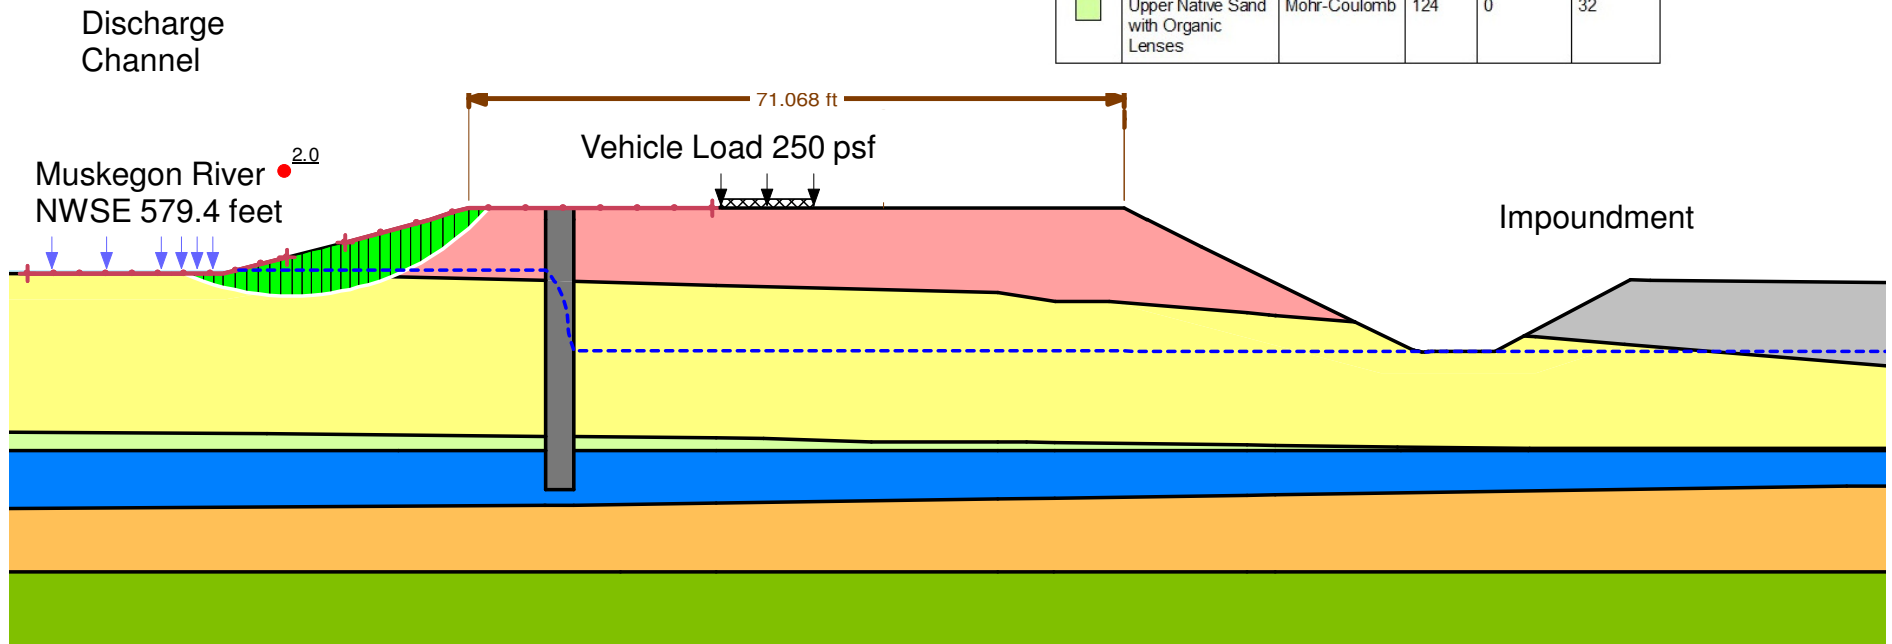 Discharge
Channel
Upper Native Sand
with Organic
Lenses
Mohr-Coulomb
124
0
32
71.068 ft
Vehicle Load 250 psf
2.0
Muskegon River
NWSE 579.4 feet
Impoundment